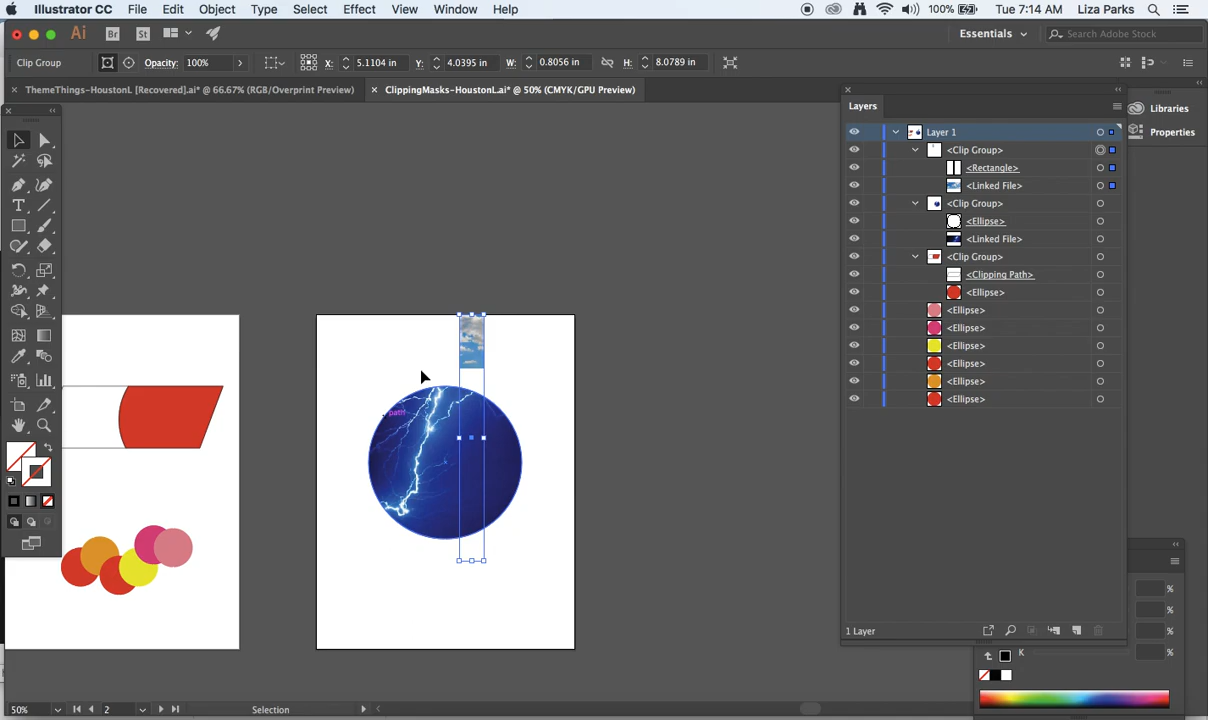 Illustrator CC File Edit Object Type Select Effect View Window Help 100% Tue 7:14 AM Liza Parks
Ai Br St Essentials Search Adobe Stock
Clip Group Opacity: 100% X: 5.1104 in Y: 4.0395 in W: 0.8056 in H: 8.0789 in
× ThemeThings-HoustonL [Recovered].ai* @ 66.67% (RGB/Overprint Preview) × ClippingMasks-HoustonL.ai* @ 50% (CMYK/GPU Preview)
Layers
Libraries
Properties
Layer 1
<Clip Group>
<Rectangle>
<Linked File>
<Clip Group>
<Ellipse>
<Linked File>
<Clip Group>
<Clipping Path>
<Ellipse>
<Ellipse>
<Ellipse>
<Ellipse>
<Ellipse>
<Ellipse>
<Ellipse>
path
1 Layer
%
%
%
K %
50% 2 Selection